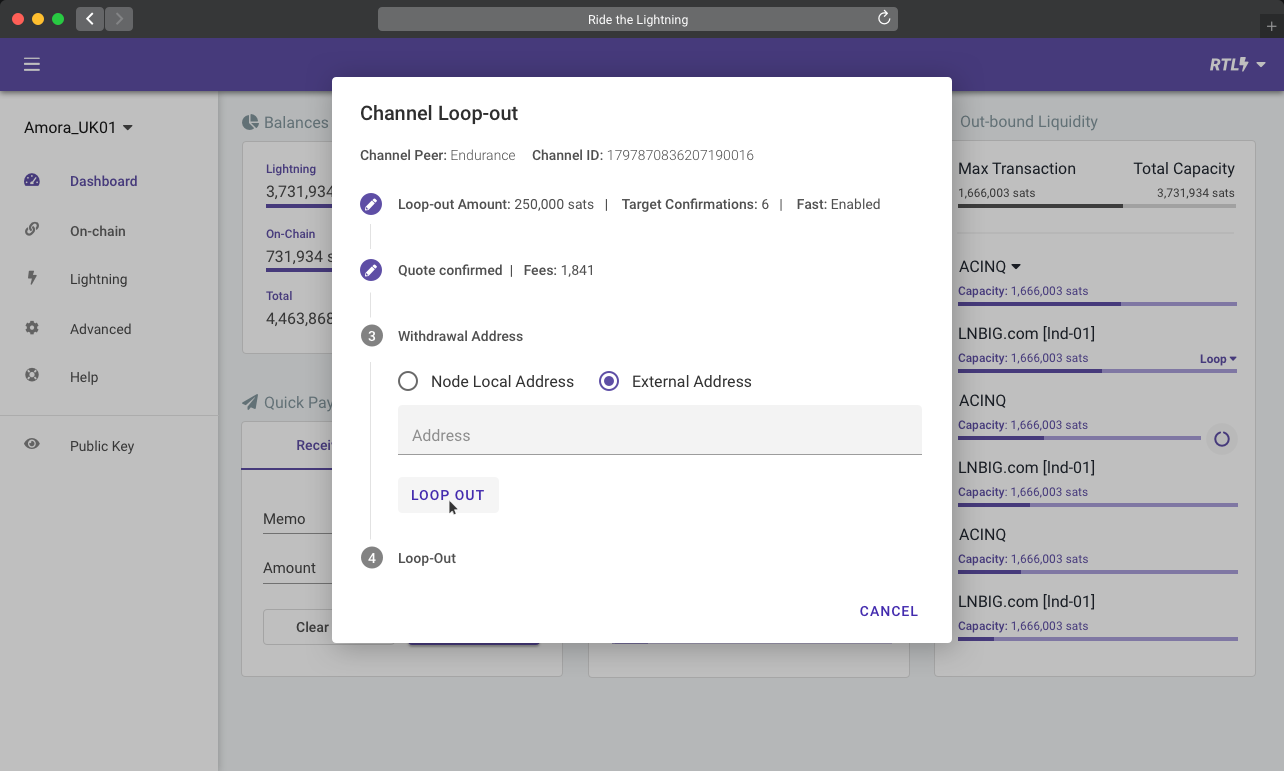 Ride the Lightning
RTL
Amora_UK01
Dashboard
On-chain
Lightning
Advanced
Help
Public Key
Balances
Lightning
3,731,934
On-Chain
731,934 s
Total
4,463,868
Quick Pay
Recei
Memo
Amount
Clear
Channel Loop-out
Channel Peer: Endurance Channel ID: 1797870836207190016
Loop-out Amount: 250,000 sats | Target Confirmations: 6 | Fast: Enabled
Quote confirmed | Fees: 1,841
3 Withdrawal Address
Node Local Address External Address
Address
LOOP OUT
4 Loop-Out
CANCEL
Out-bound Liquidity
Max Transaction Total Capacity
1,666,003 sats 3,731,934 sats
ACINQ
Capacity: 1,666,003 sats
LNBIG.com [Ind-01]
Capacity: 1,666,003 sats Loop
ACINQ
Capacity: 1,666,003 sats
LNBIG.com [Ind-01]
Capacity: 1,666,003 sats
ACINQ
Capacity: 1,666,003 sats
LNBIG.com [Ind-01]
Capacity: 1,666,003 sats